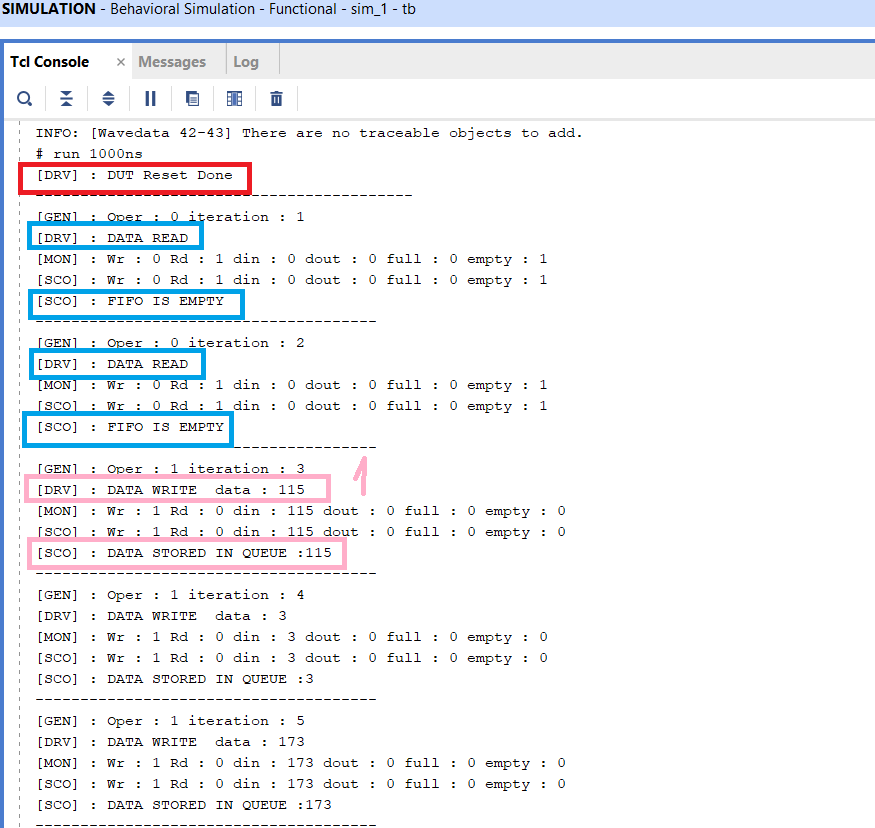 SIMULATION - Behavioral Simulation - Functional - sim_1 - tb
Tcl Console × Messages Log
INFO: [Wavedata 42-43] There are no traceable objects to add.
# run 1000ns
[DRV] : DUT Reset Done
------------------------------------------
[GEN] : Oper : 0 iteration : 1
[DRV] : DATA READ
[MON] : Wr : 0 Rd : 1 din : 0 dout : 0 full : 0 empty : 1
[SCO] : Wr : 0 Rd : 1 din : 0 dout : 0 full : 0 empty : 1
[SCO] : FIFO IS EMPTY
--------------------------------------
[GEN] : Oper : 0 iteration : 2
[DRV] : DATA READ
[MON] : Wr : 0 Rd : 1 din : 0 dout : 0 full : 0 empty : 1
[SCO] : Wr : 0 Rd : 1 din : 0 dout : 0 full : 0 empty : 1
[SCO] : FIFO IS EMPTY
--------------------------------------
[GEN] : Oper : 1 iteration : 3
1
[DRV] : DATA WRITE  data : 115
[MON] : Wr : 1 Rd : 0 din : 115 dout : 0 full : 0 empty : 0
[SCO] : Wr : 1 Rd : 0 din : 115 dout : 0 full : 0 empty : 0
[SCO] : DATA STORED IN QUEUE :115
--------------------------------------
[GEN] : Oper : 1 iteration : 4
[DRV] : DATA WRITE  data : 3
[MON] : Wr : 1 Rd : 0 din : 3 dout : 0 full : 0 empty : 0
[SCO] : Wr : 1 Rd : 0 din : 3 dout : 0 full : 0 empty : 0
[SCO] : DATA STORED IN QUEUE :3
--------------------------------------
[GEN] : Oper : 1 iteration : 5
[DRV] : DATA WRITE  data : 173
[MON] : Wr : 1 Rd : 0 din : 173 dout : 0 full : 0 empty : 0
[SCO] : Wr : 1 Rd : 0 din : 173 dout : 0 full : 0 empty : 0
[SCO] : DATA STORED IN QUEUE :173
--------------------------------------